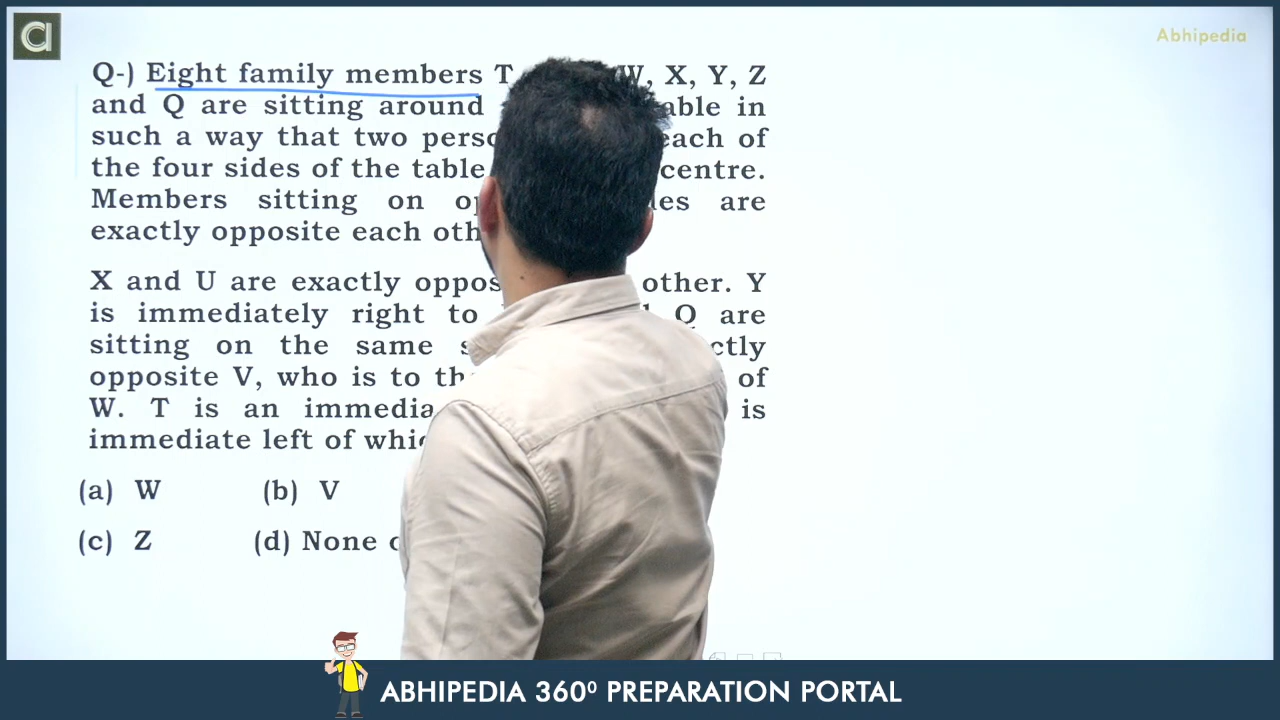 Abhipedia
Q-) Eight family members T W, X, Y, Z
and Q are sitting around able in
such a way that two perso each of
the four sides of the table centre.
Members sitting on op les are
exactly opposite each oth
X and U are exactly oppos other. Y
is immediately right to Q are
sitting on the same s ctly
opposite V, who is to th of
W. T is an immedia is
immediate left of whic
(a) W (b) V
(c) Z (d) None
ABHIPEDIA 360⁰ PREPARATION PORTAL